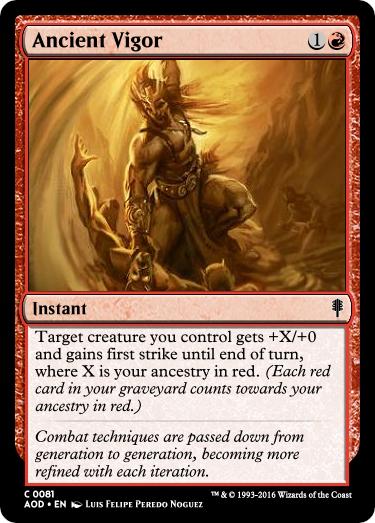 Ancient Vigor 1
Instant
Target creature you control gets +X/+0
and gains first strike until end of turn,
where X is your ancestry in red. (Each red
card in your graveyard counts towards your
ancestry in red.)
Combat techniques are passed down from
generation to generation, becoming more
refined with each iteration.
C 0081
AOD • EN Luis Felipe Peredo Noguez
™ & © 1993-2016 Wizards of the Coast